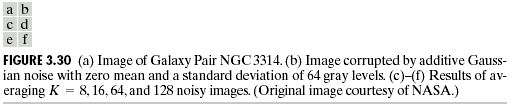 a b
c d
e f
FIGURE 3.30 (a) Image of Galaxy Pair NGC 3314. (b) Image corrupted by additive Gauss-
ian noise with zero mean and a standard deviation of 64 gray levels. (c)–(f) Results of av-
eraging K = 8, 16, 64, and 128 noisy images. (Original image courtesy of NASA.)